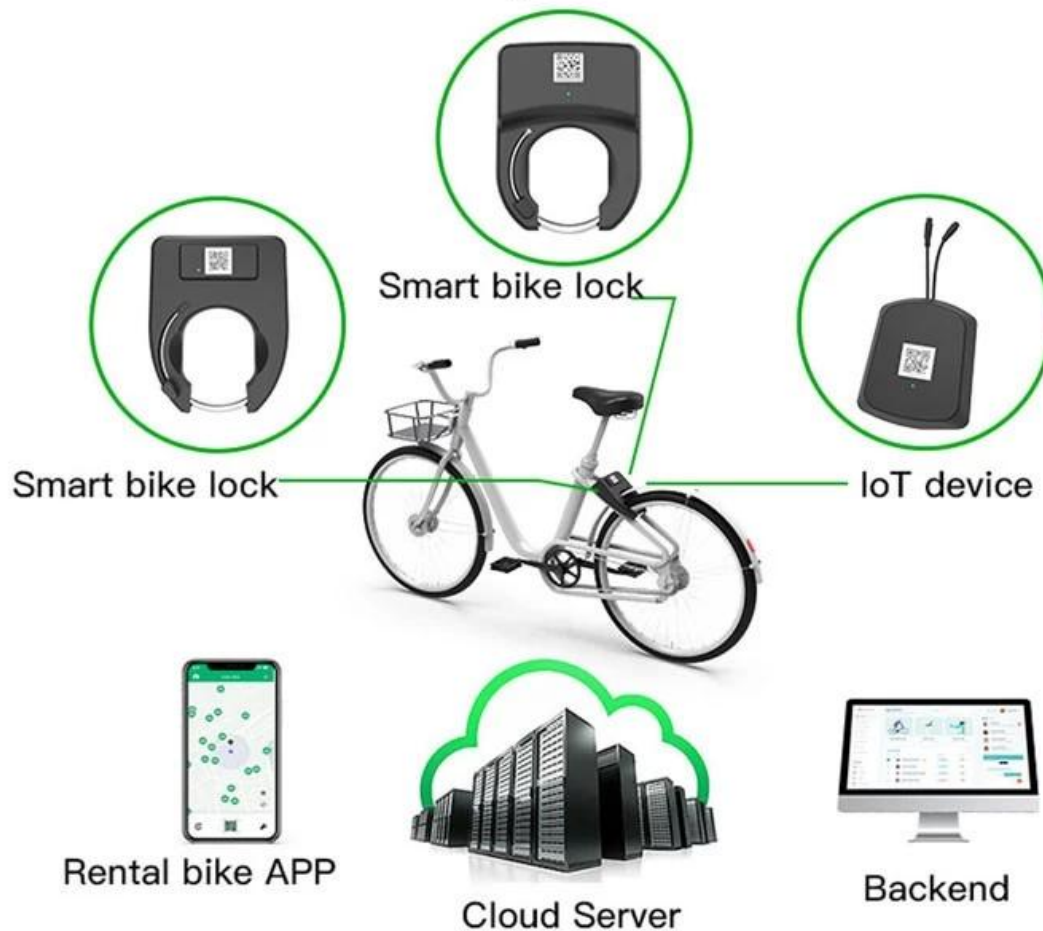 Smart bike lock
Smart bike lock
IoT device
Rental bike APP
Cloud Server
Backend